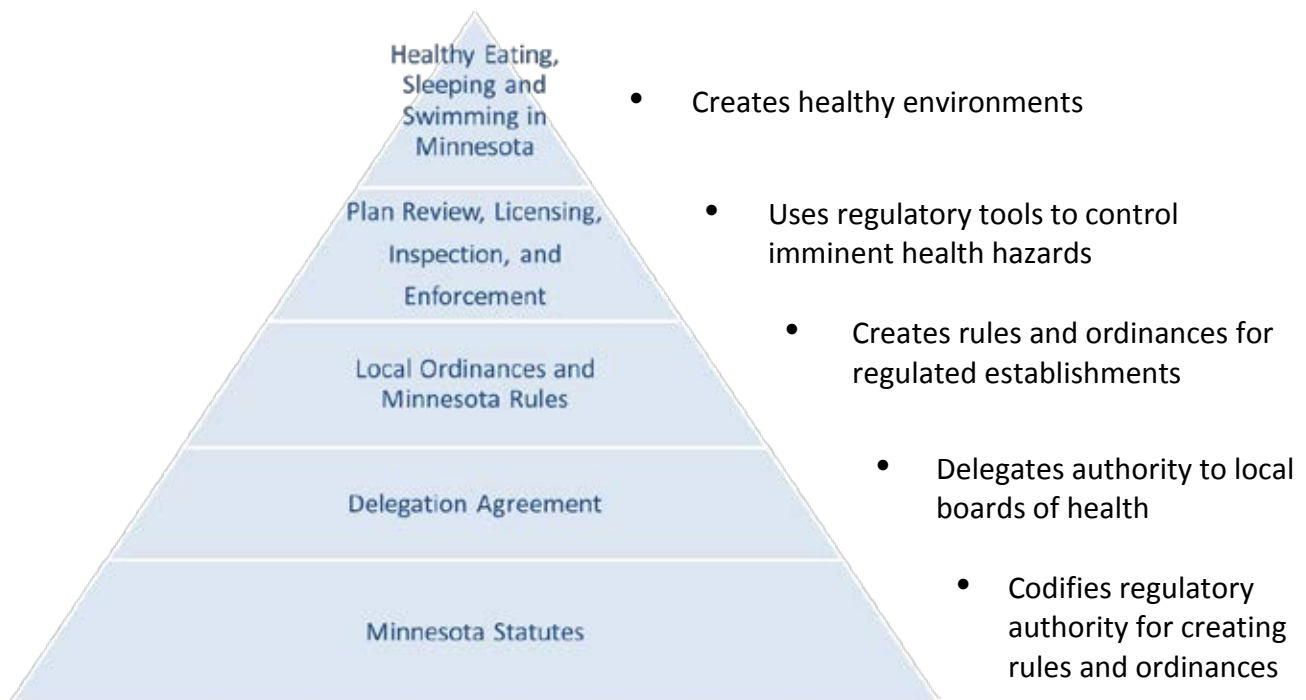 Healthy Eating,
Sleeping and
Swimming in
Minnesota
• Creates healthy environments
Plan Review, Licensing,
Inspection, and
Enforcement
• Uses regulatory tools to control
imminent health hazards
Local Ordinances and
Minnesota Rules
• Creates rules and ordinances for
regulated establishments
Delegation Agreement
• Delegates authority to local
boards of health
Minnesota Statutes
• Codifies regulatory
authority for creating
rules and ordinances